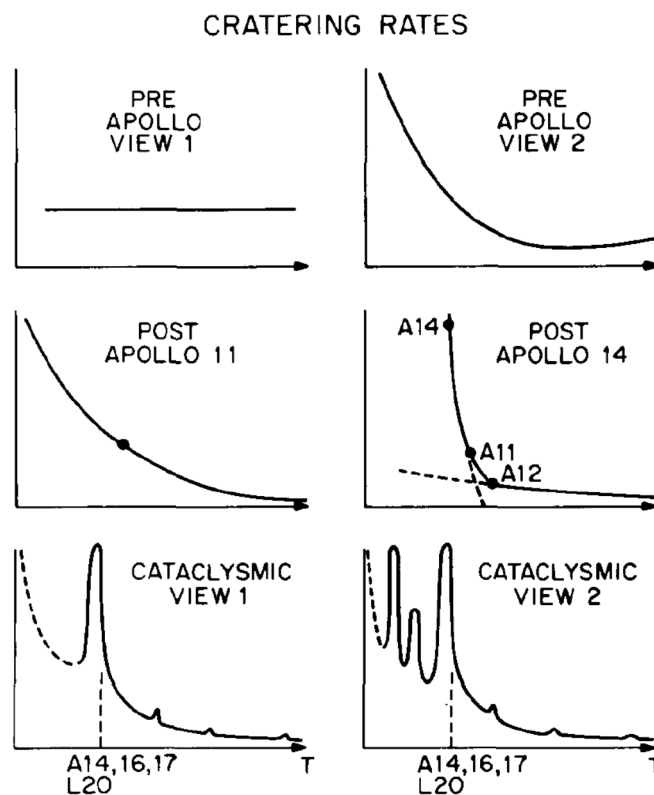 CRATERING RATES
PRE
APOLLO
VIEW 1
PRE
APOLLO
VIEW 2
POST
APOLLO 11
A14
POST
APOLLO 14
A11
A12
CATACLYSMIC
VIEW 1
A14,16,17
L20
T
CATACLYSMIC
VIEW 2
A14,16,17
L20
T